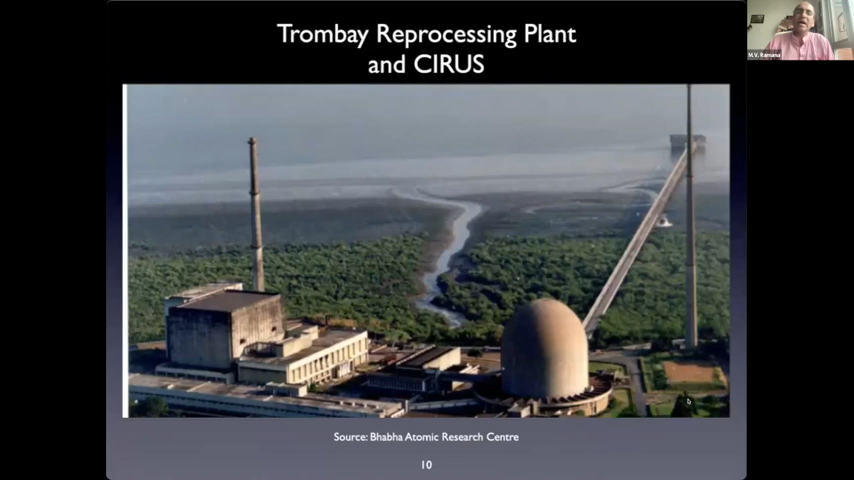 Trombay Reprocessing Plant
and CIRUS
M.V. Ramana
Source: Bhabha Atomic Research Centre
10